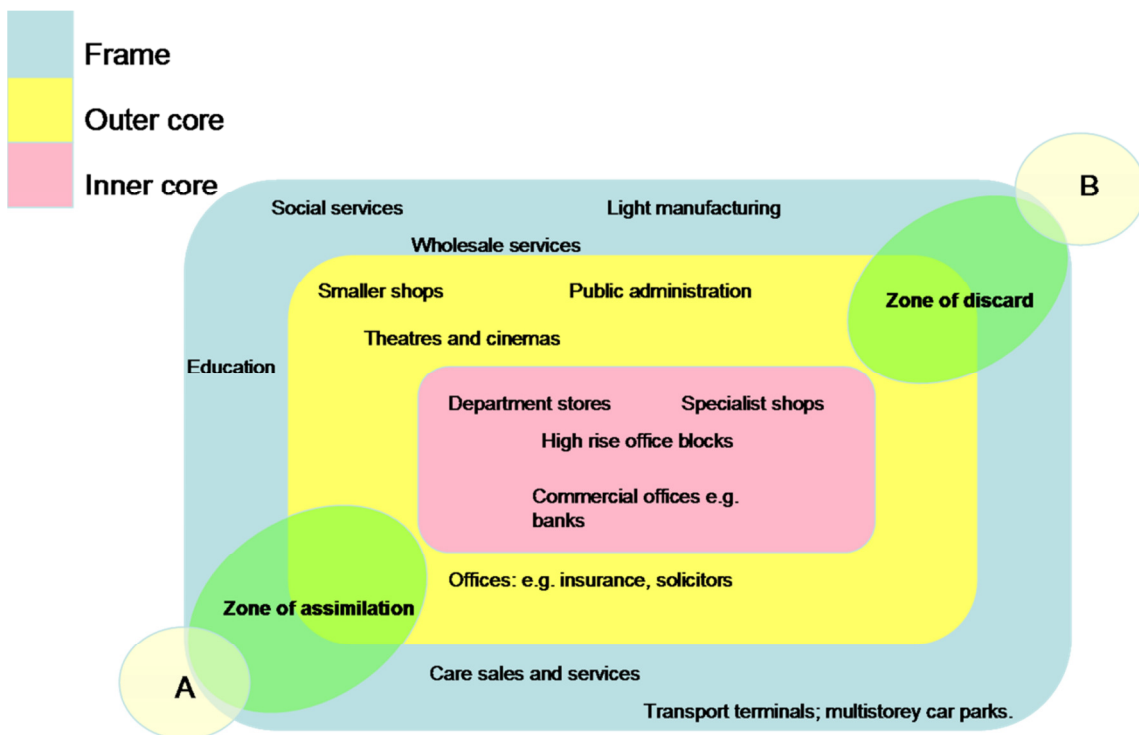 Frame
Outer core
Inner core
B
Social services
Light manufacturing
Wholesale services
Smaller shops
Public administration
Zone of discard
Theatres and cinemas
Education
Department stores
Specialist shops
High rise office blocks
Commercial offices e.g.
banks
Offices: e.g. insurance, solicitors
Zone of assimilation
Care sales and services
A
Transport terminals; multistorey car parks.